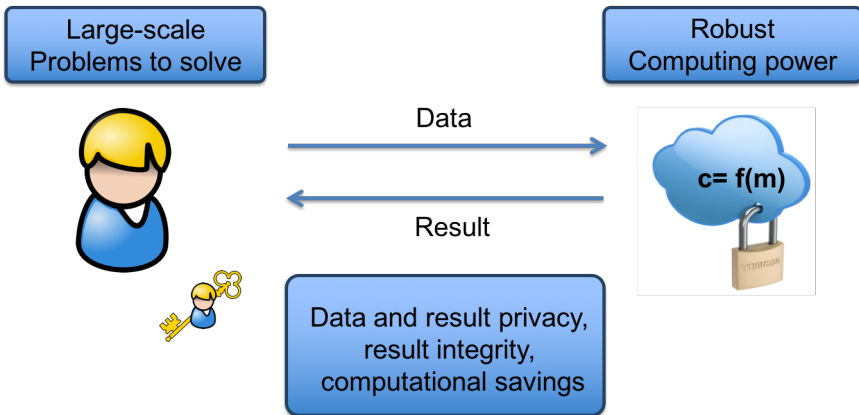 Large-scale
Problems to solve
Robust
Computing power
Data
c= f(m)
Result
Data and result privacy,
result integrity,
computational savings